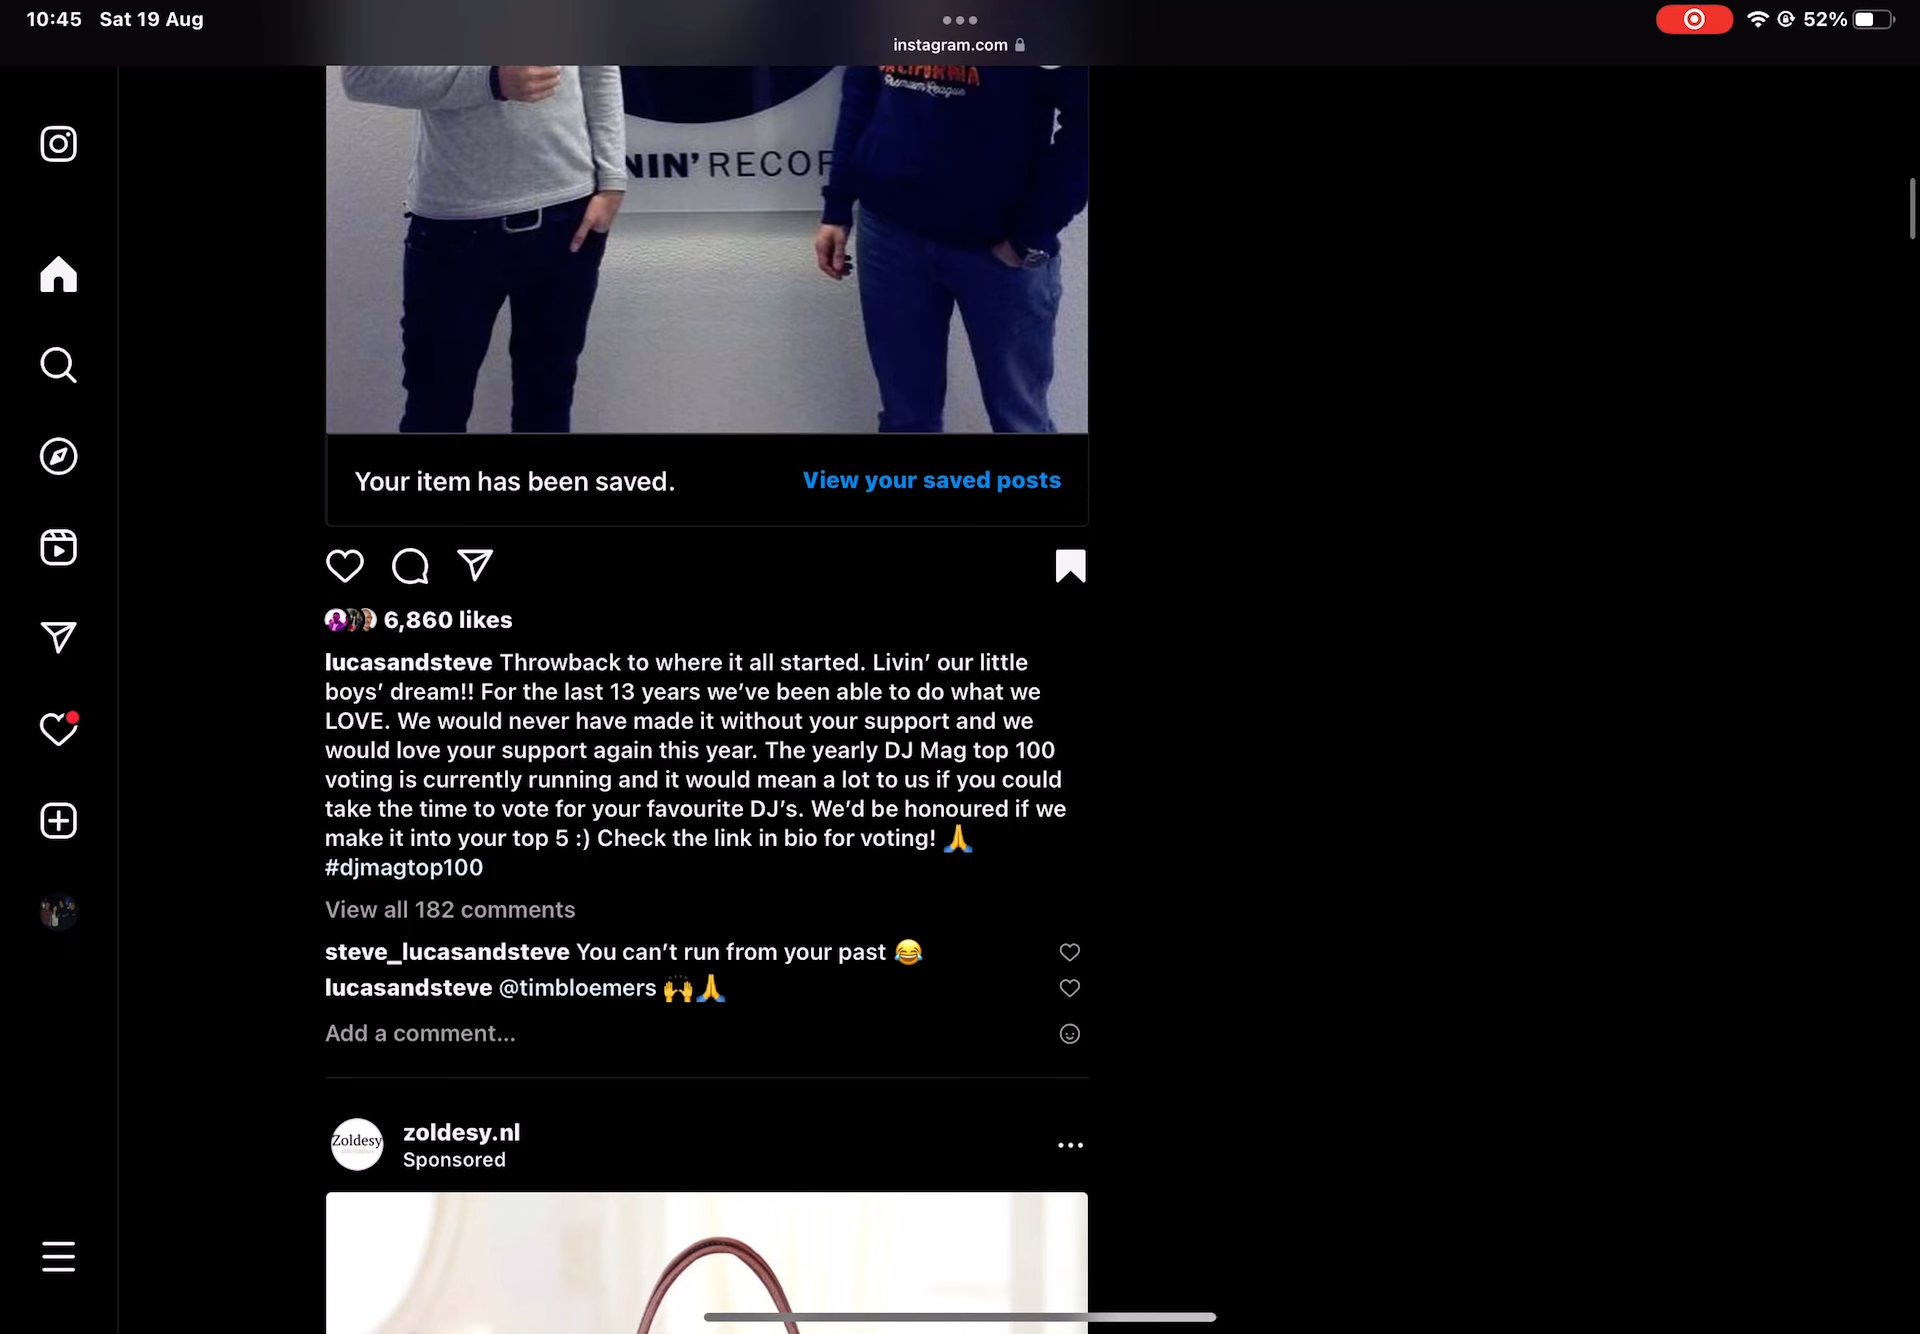 10:45 Sat 19 Aug
instagram.com
52%
CALIFORNIA
Premium League
NIN' RECOR
Your item has been saved.
View your saved posts
6,860 likes
lucasandsteve Throwback to where it all started. Livin’ our little
boys’ dream!! For the last 13 years we’ve been able to do what we
LOVE. We would never have made it without your support and we
would love your support again this year. The yearly DJ Mag top 100
voting is currently running and it would mean a lot to us if you could
take the time to vote for your favourite DJ’s. We’d be honoured if we
make it into your top 5 :) Check the link in bio for voting! 🙏
#djmagtop100
View all 182 comments
steve_lucasandsteve You can’t run from your past 😂
lucasandsteve @timbloemers 🙌🙏
Add a comment...
Zoldesy
zoldesy.nl
Sponsored